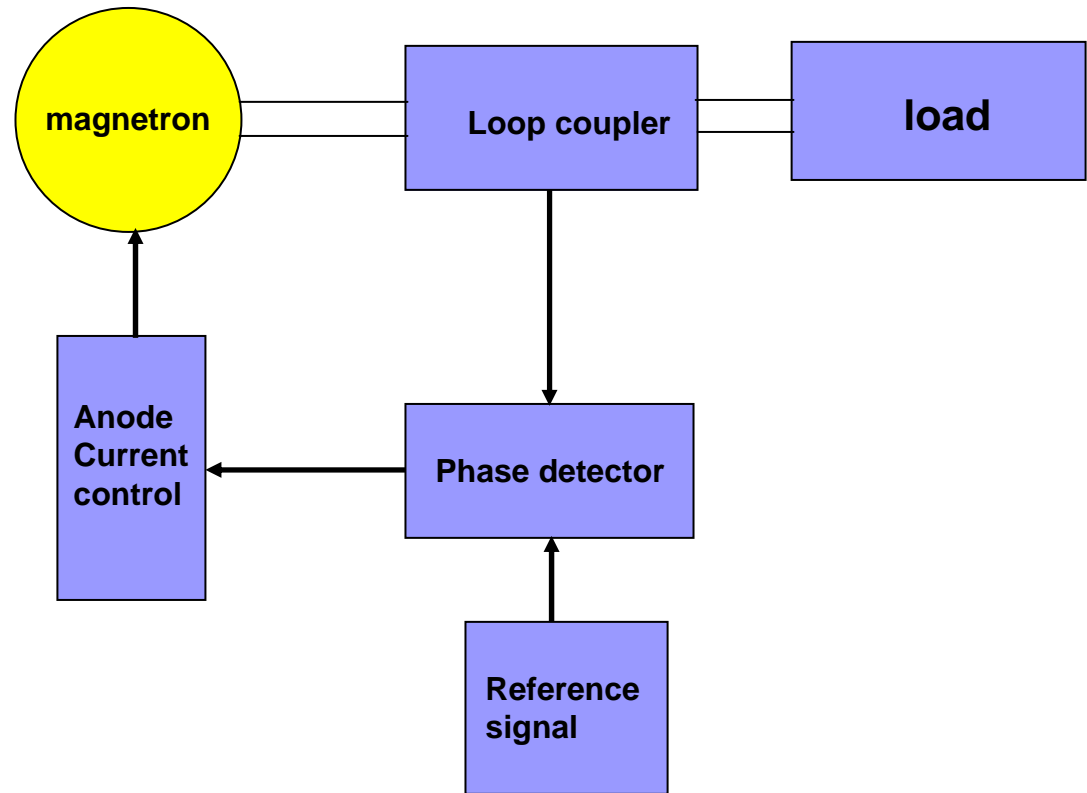 magnetron
Loop coupler
load
Anode
Current
control
Phase detector
Reference
signal